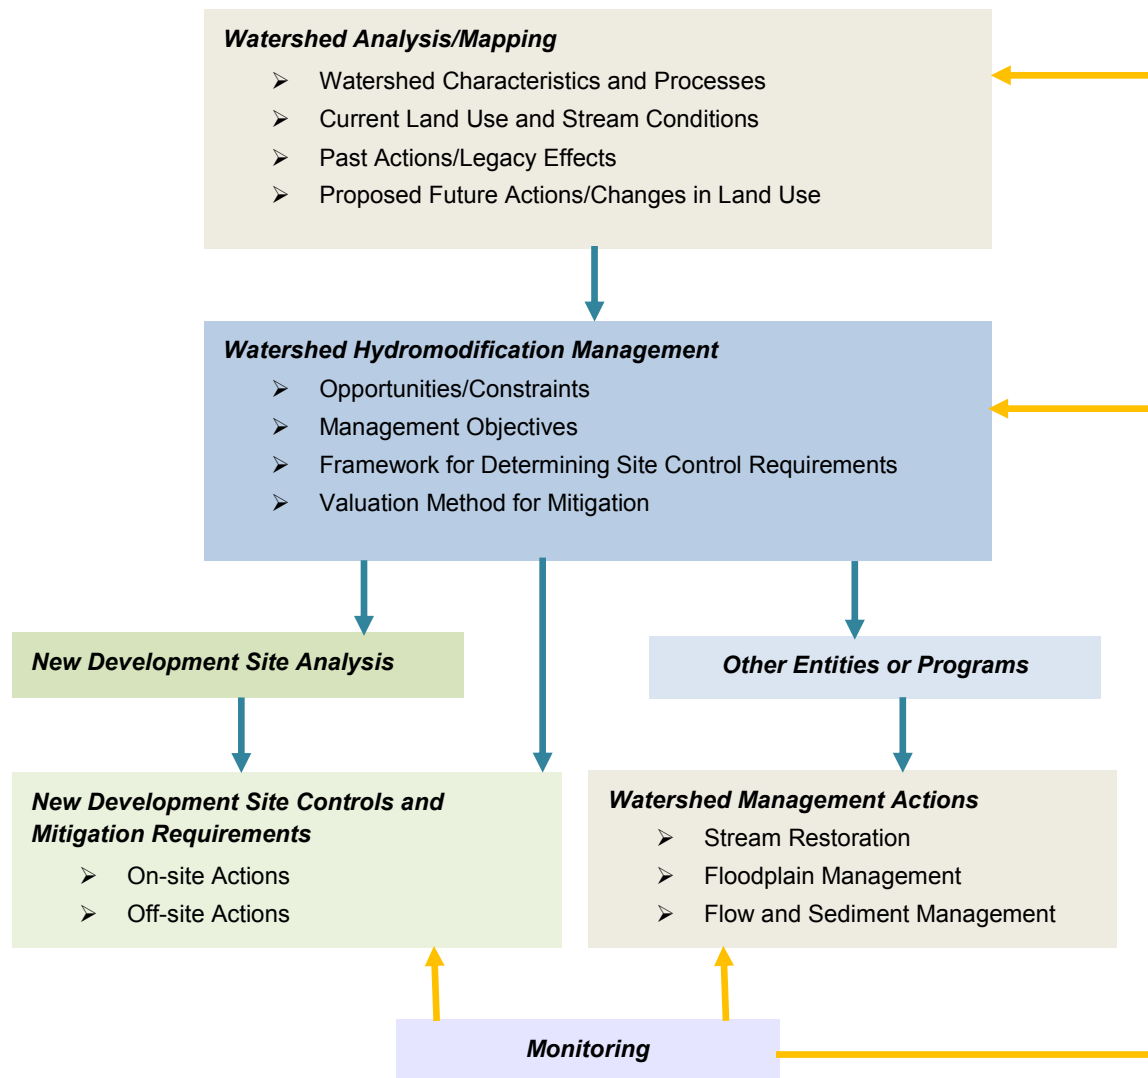 Watershed Analysis/Mapping
➢ Watershed Characteristics and Processes
➢ Current Land Use and Stream Conditions
➢ Past Actions/Legacy Effects
➢ Proposed Future Actions/Changes in Land Use
Watershed Hydromodification Management
➢ Opportunities/Constraints
➢ Management Objectives
➢ Framework for Determining Site Control Requirements
➢ Valuation Method for Mitigation
New Development Site Analysis
Other Entities or Programs
New Development Site Controls and
Mitigation Requirements
➢ On-site Actions
➢ Off-site Actions
Watershed Management Actions
➢ Stream Restoration
➢ Floodplain Management
➢ Flow and Sediment Management
Monitoring